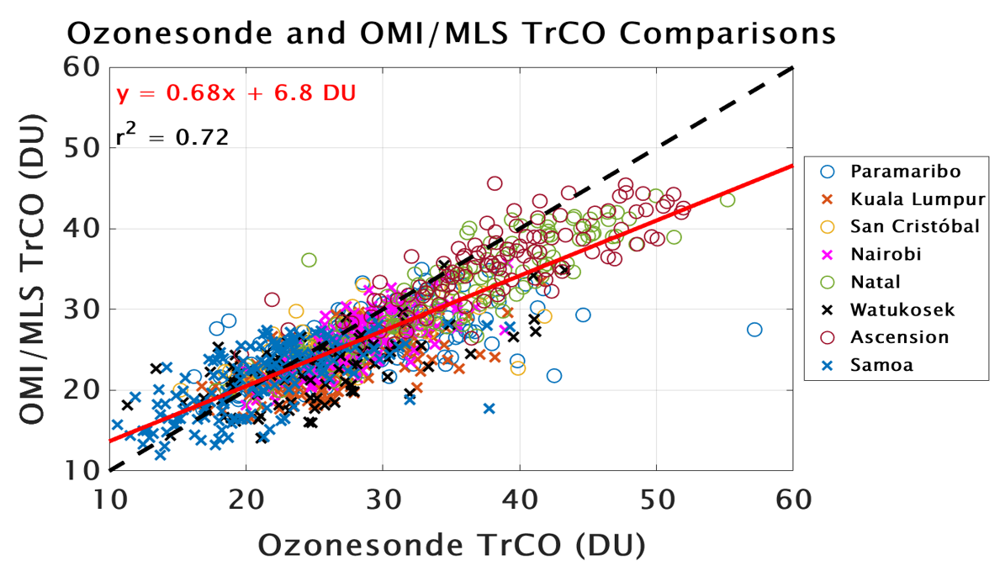 Ozonesonde and OMI/MLS TrCO Comparisons
y = 0.68x + 6.8 DU
r² = 0.72
OMI/MLS TrCO (DU)
60
50
40
30
20
10
10 20 30 40 50 60
Ozonesonde TrCO (DU)
Paramaribo
Kuala Lumpur
San Cristóbal
Nairobi
Natal
Watukosek
Ascension
Samoa